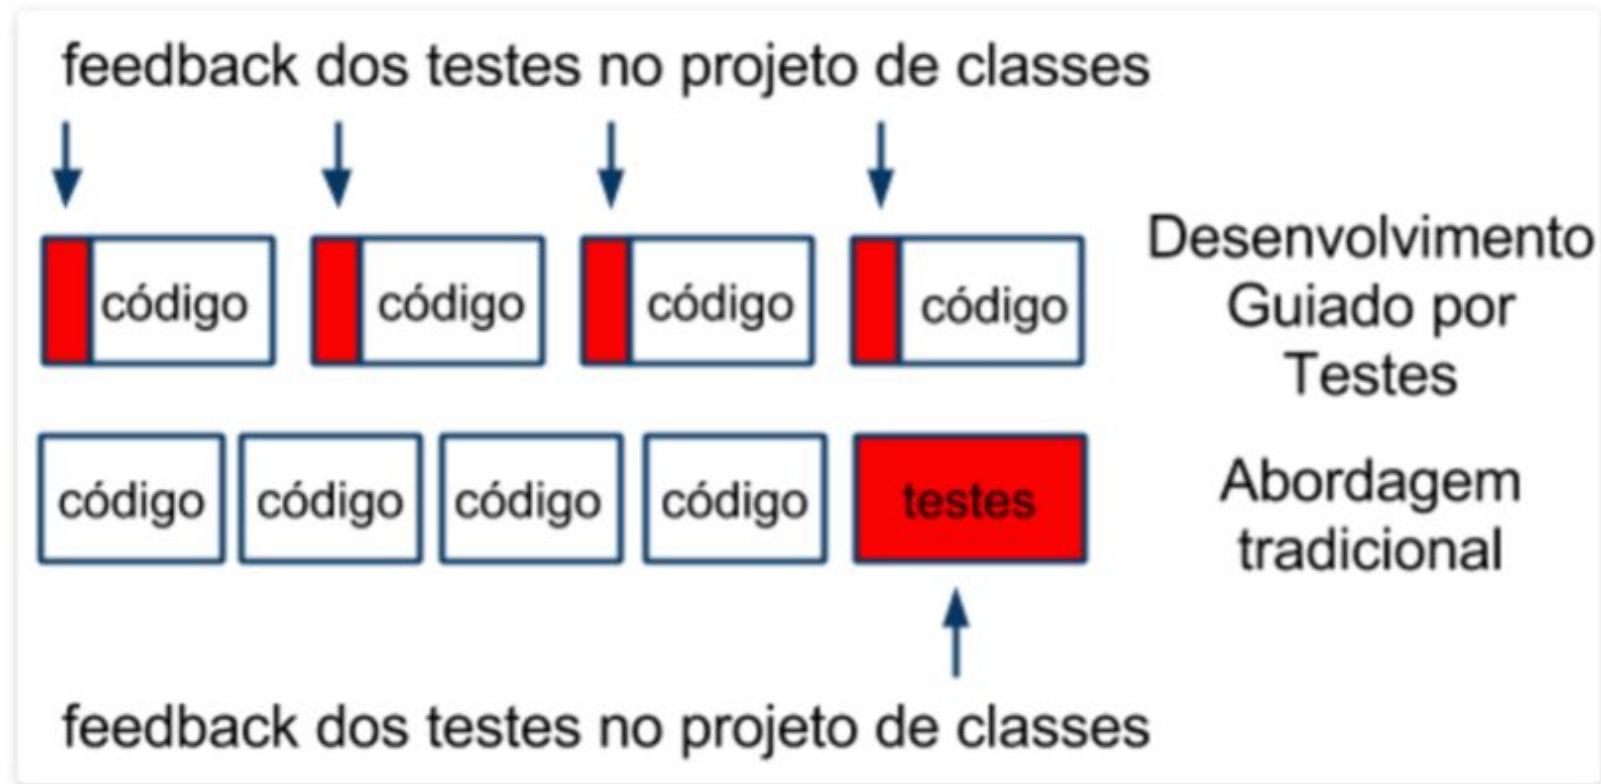 feedback dos testes no projeto de classes
código
código
código
código
Desenvolvimento
Guiado por
Testes
código
código
código
código
testes
Abordagem
tradicional
feedback dos testes no projeto de classes